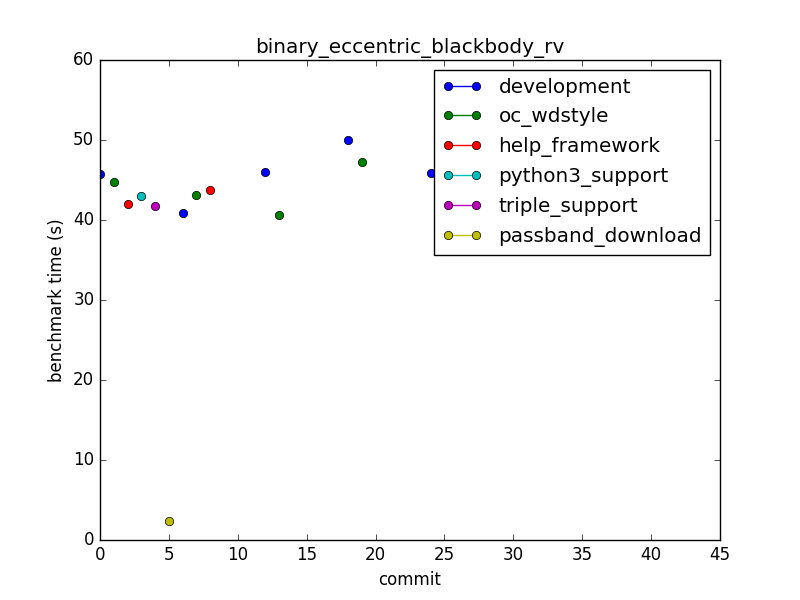 binary_eccentric_blackbody_rv
60
50
40
30
20
10
0
benchmark time (s)
development
oc_wdstyle
help_framework
python3_support
triple_support
passband_download
0 5 10 15 20 25 30 35 40 45
commit